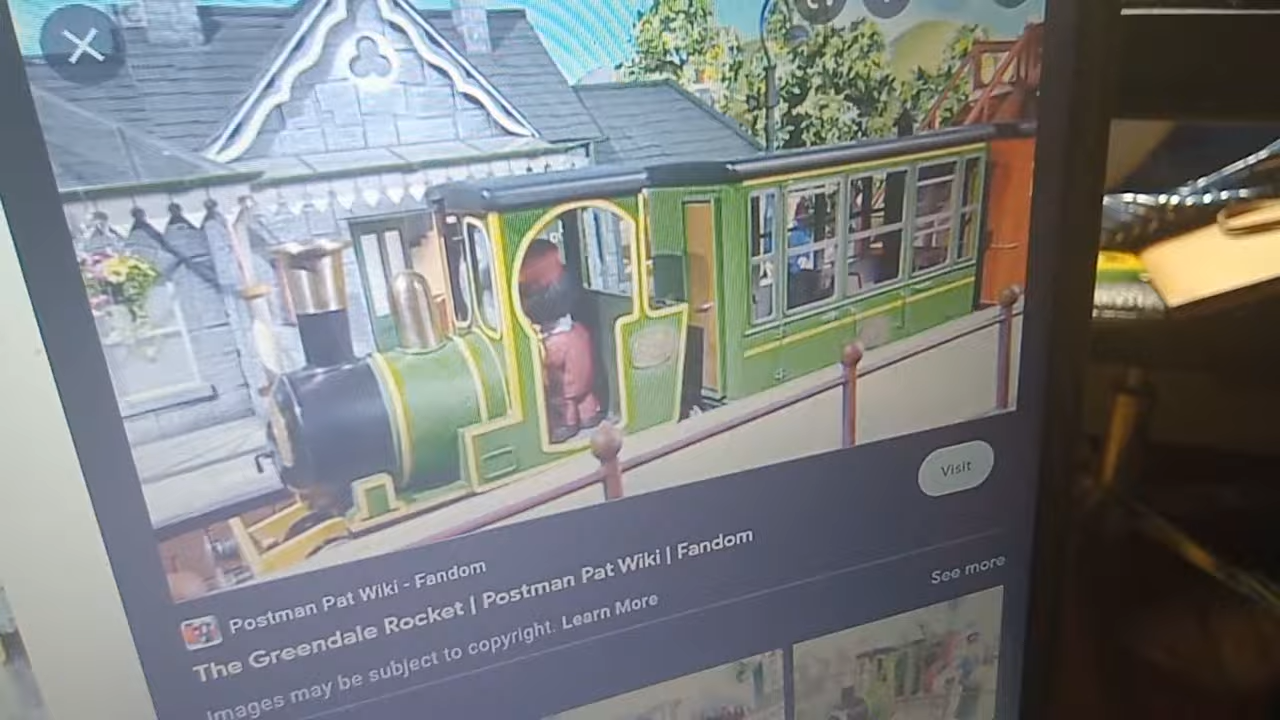 Visit
Postman Pat Wiki - Fandom
The Greendale Rocket | Postman Pat Wiki | Fandom
Images may be subject to copyright. Learn More
See more